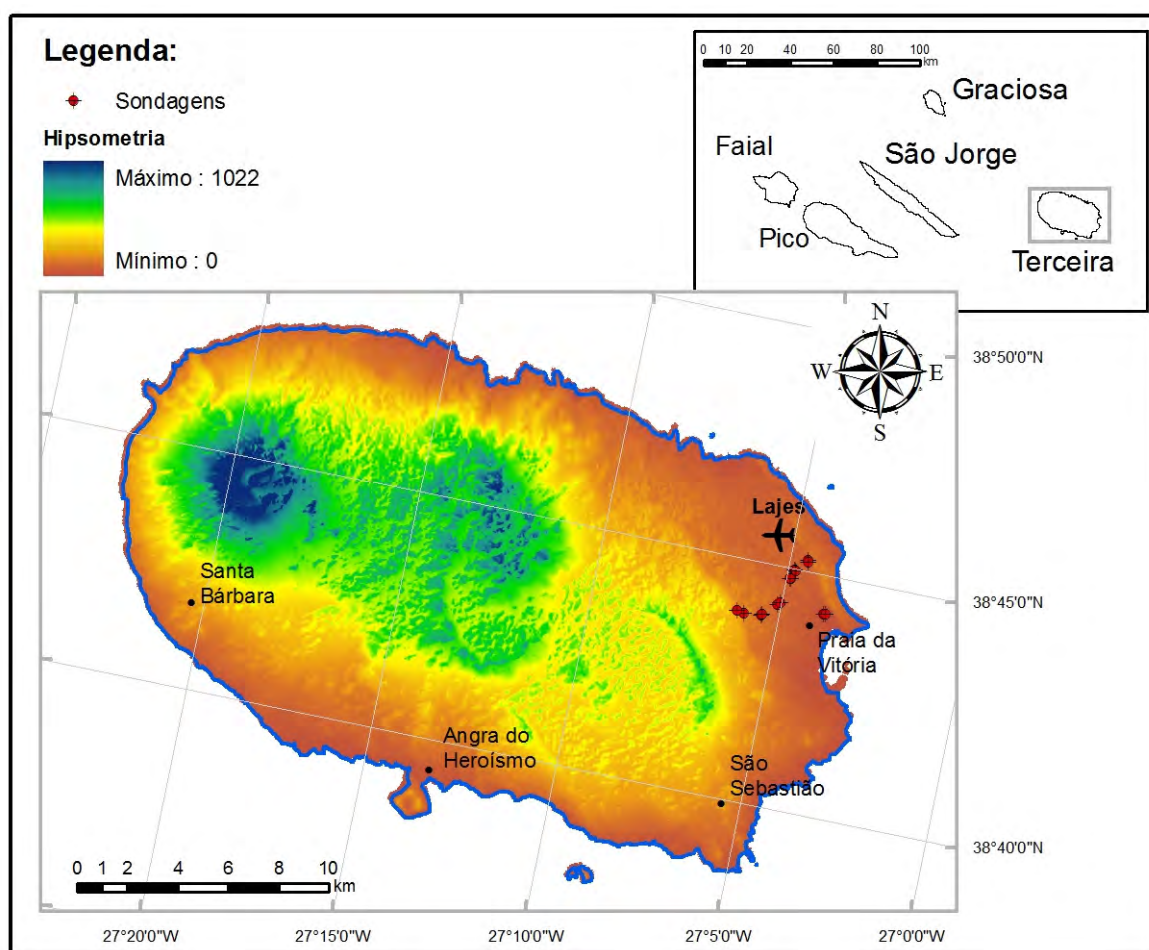 Legenda:
Sondagens
Hipsometria
Máximo : 1022
Mínimo : 0
0 10 20 40 60 80 100
km
Graciosa
Faial
São Jorge
Pico
Terceira
N
W E
S
38°50'0"N
Lajes
38°45'0"N
Santa
Bárbara
Praia da
Vitória
Angra do
Heroísmo
São
Sebastião
38°40'0"N
0 1 2 4 6 8 10
km
27°20'0"W 27°15'0"W 27°10'0"W 27°5'0"W 27°0'0"W